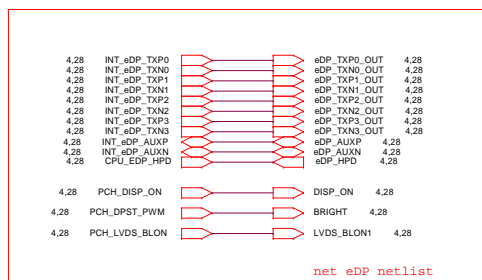 4,28 INT_eDP_TXP0 eDP_TXP0_OUT 4,28
4,28 INT_eDP_TXN0 eDP_TXN0_OUT 4,28
4,28 INT_eDP_TXP1 eDP_TXP1_OUT 4,28
4,28 INT_eDP_TXN1 eDP_TXN1_OUT 4,28
4,28 INT_eDP_TXP2 eDP_TXP2_OUT 4,28
4,28 INT_eDP_TXN2 eDP_TXN2_OUT 4,28
4,28 INT_eDP_TXP3 eDP_TXP3_OUT 4,28
4,28 INT_eDP_TXN3 eDP_TXN3_OUT 4,28
4,28 INT_eDP_AUXP eDP_AUXP 4,28
4,28 INT_eDP_AUXN eDP_AUXN 4,28
4,28 CPU_EDP_HPD eDP_HPD 4,28
4,28 PCH_DISP_ON DISP_ON 4,28
4,28 PCH_DPST_PWM BRIGHT 4,28
4,28 PCH_LVDS_BLON LVDS_BLON1 4,28
net eDP netlist